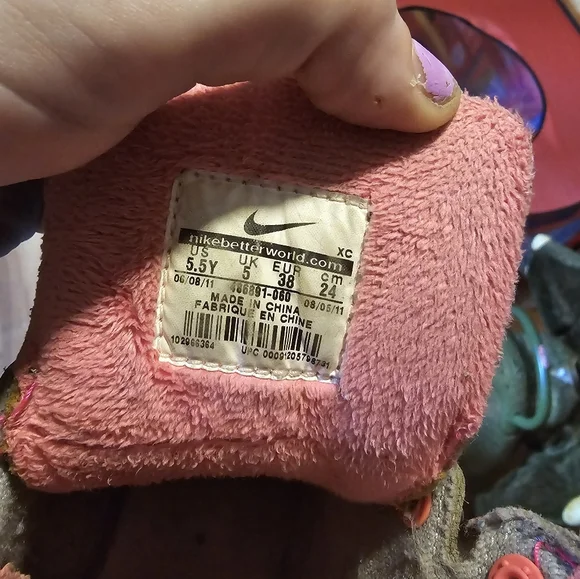 XC
nikebetterworld.com
US UK EUR cm
5.5Y 5 38 24
06/08/11 08/05/11
MADE IN CHINA
FABRIQUE EN CHINE
102966364